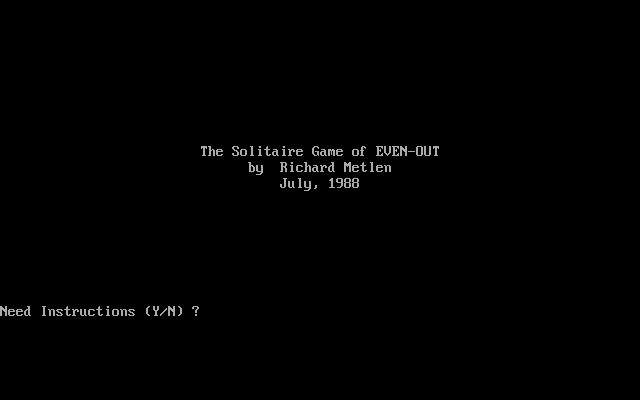 The Solitaire Game of EVEN-OUT
by  Richard Metlen
July, 1988
Need Instructions (Y/N) ?